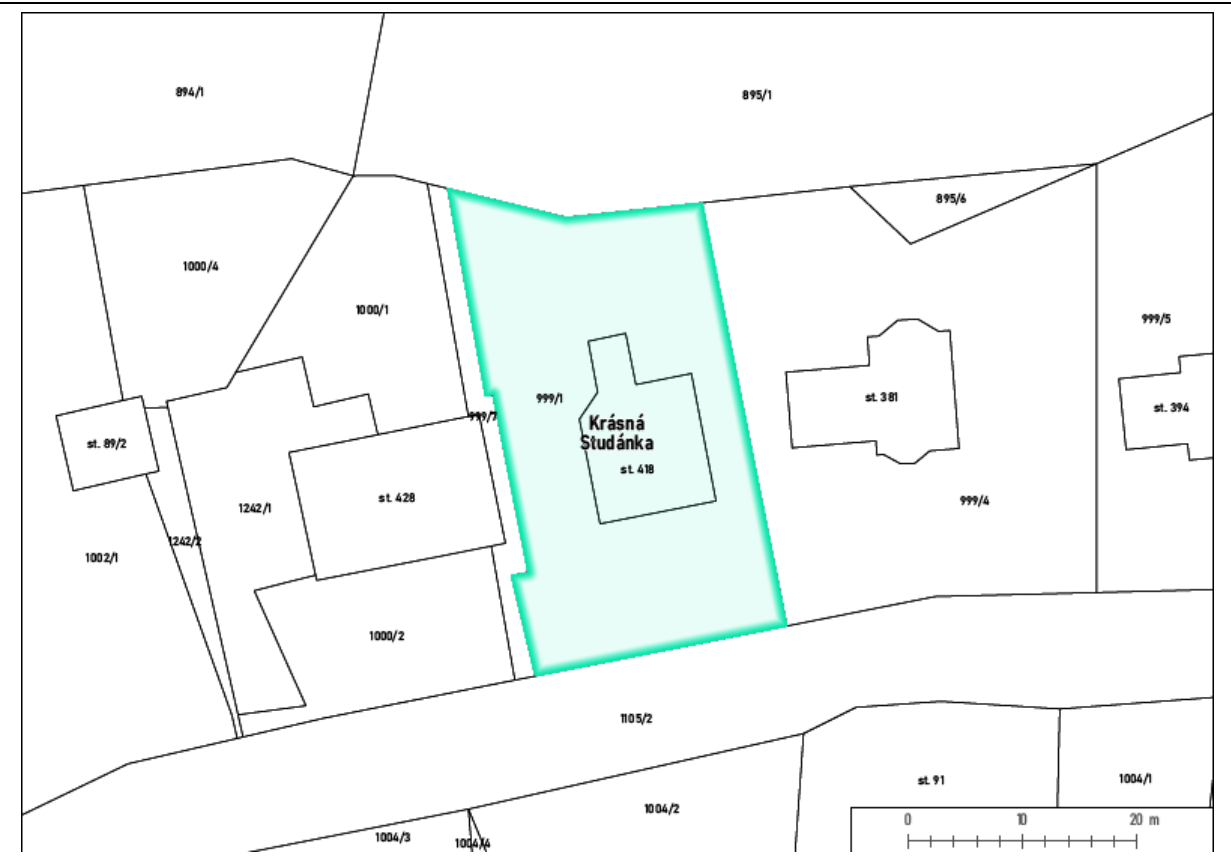 894/1
895/1
895/6
1000/4
1000/1
999/5
999/1
999/7
st. 381
st. 394
Krásná
Studánka
st. 89/2
st. 418
st. 428
999/4
1242/1
1242/2
1002/1
1000/2
1105/2
st. 91
1004/1
1004/2
1004/3
1004/4
0 10 20 m